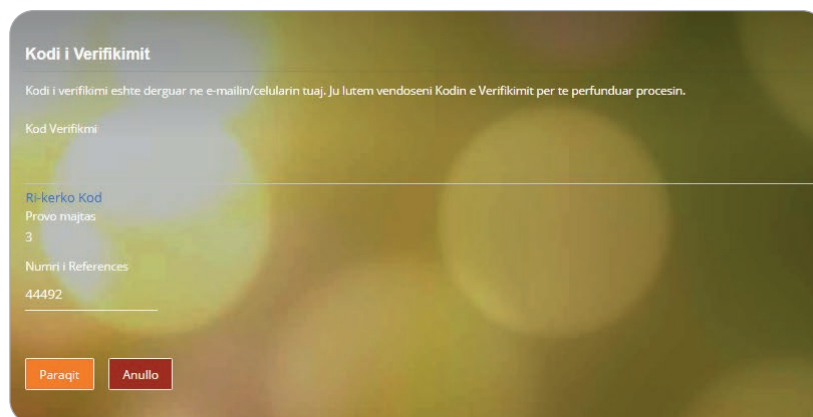 Kodi i Verifikimit
Kodi i verifikimi eshte derguar ne e-mailin/celularin tuaj. Ju lutem vendoseni Kodin e Verifikimit per te perfunduar procesin.
Kod Verifikmi
Ri-kerko Kod
Provo majtas
3
Numri i References
44492
Paraqit Anullo